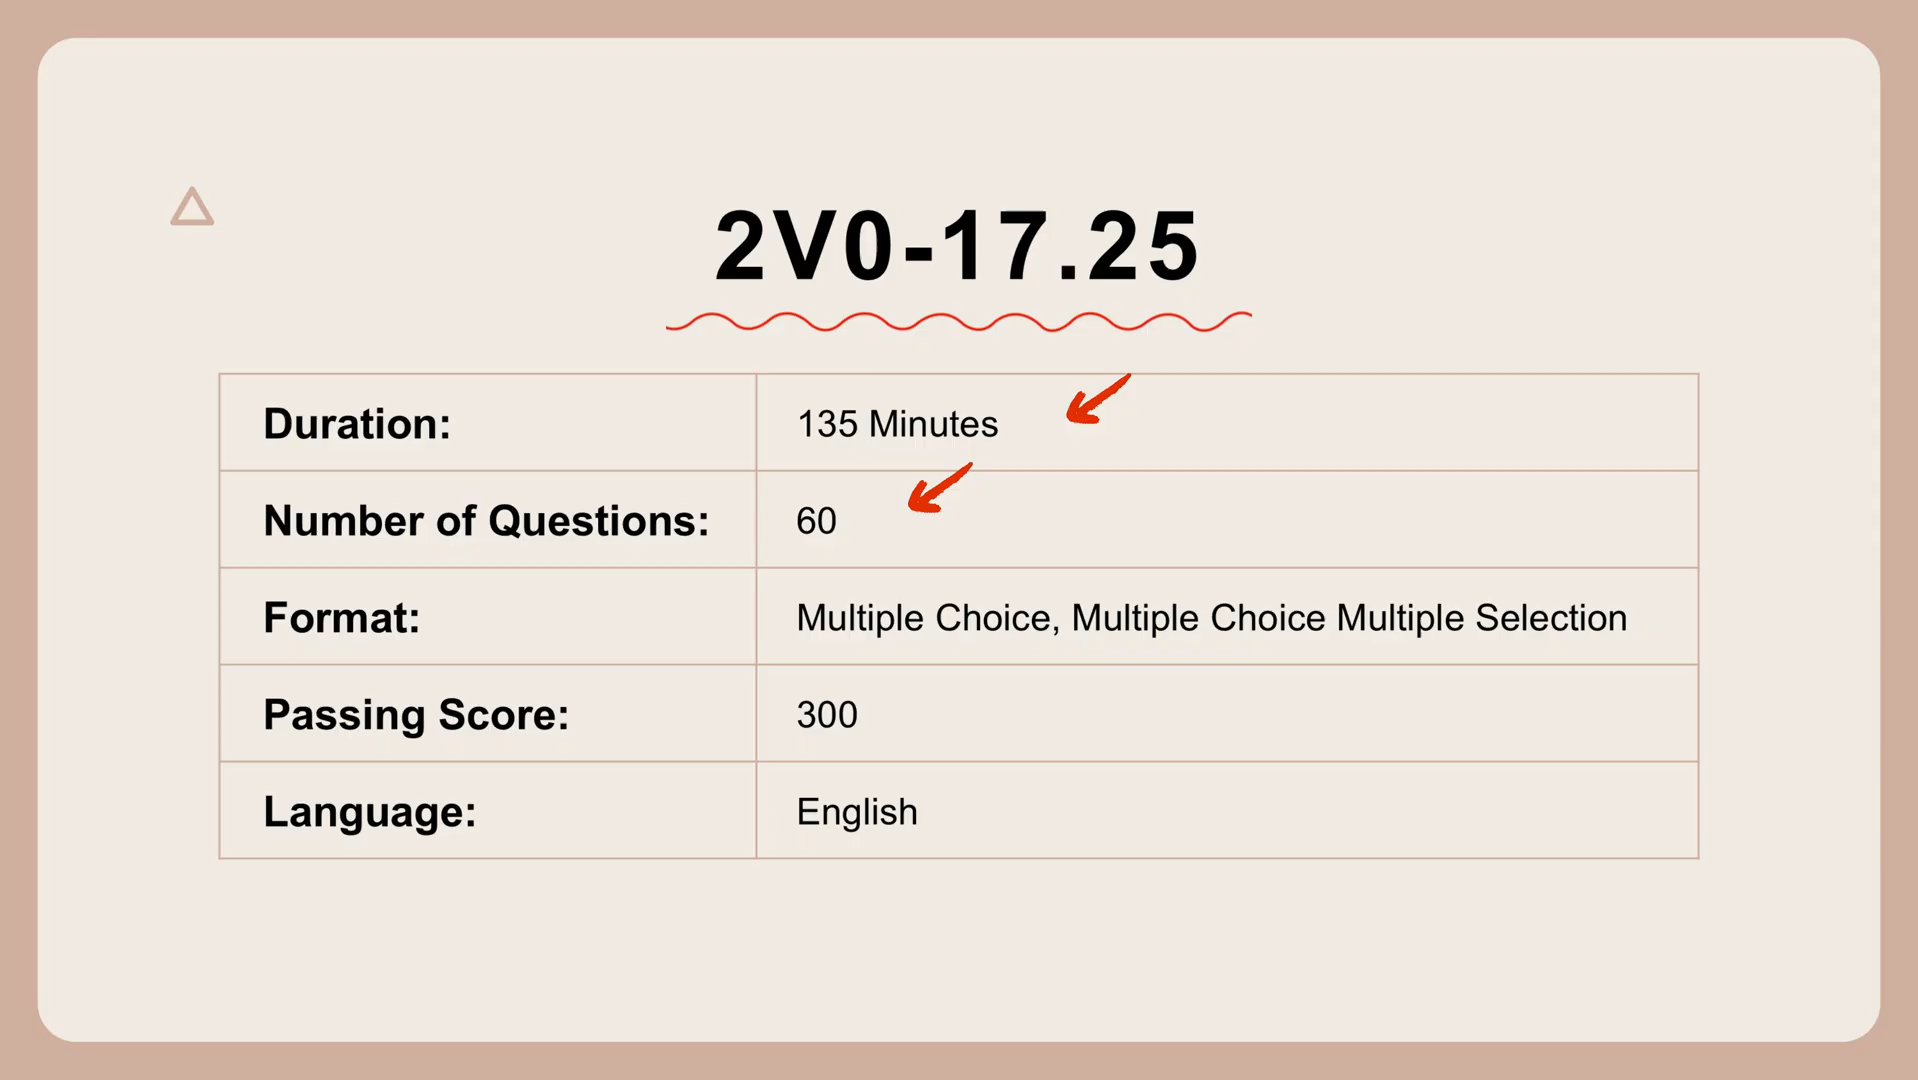 2V0-17.25
Duration: 135 Minutes
Number of Questions: 60
Format: Multiple Choice, Multiple Choice Multiple Selection
Passing Score: 300
Language: English